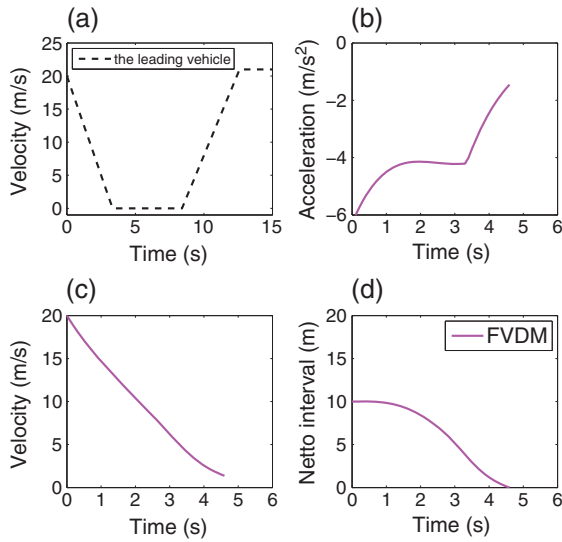 (a)
25
20
15
10
5
0
Velocity (m/s)
the leading vehicle
0 5 10 15
Time (s)
(b)
0
−2
−4
−6
Acceleration (m/s²)
0 1 2 3 4 5 6
Time (s)
(c)
20
15
10
5
0
Velocity (m/s)
0 1 2 3 4 5 6
Time (s)
(d)
20
15
10
5
0
Netto interval (m)
FVDM
0 1 2 3 4 5 6
Time (s)